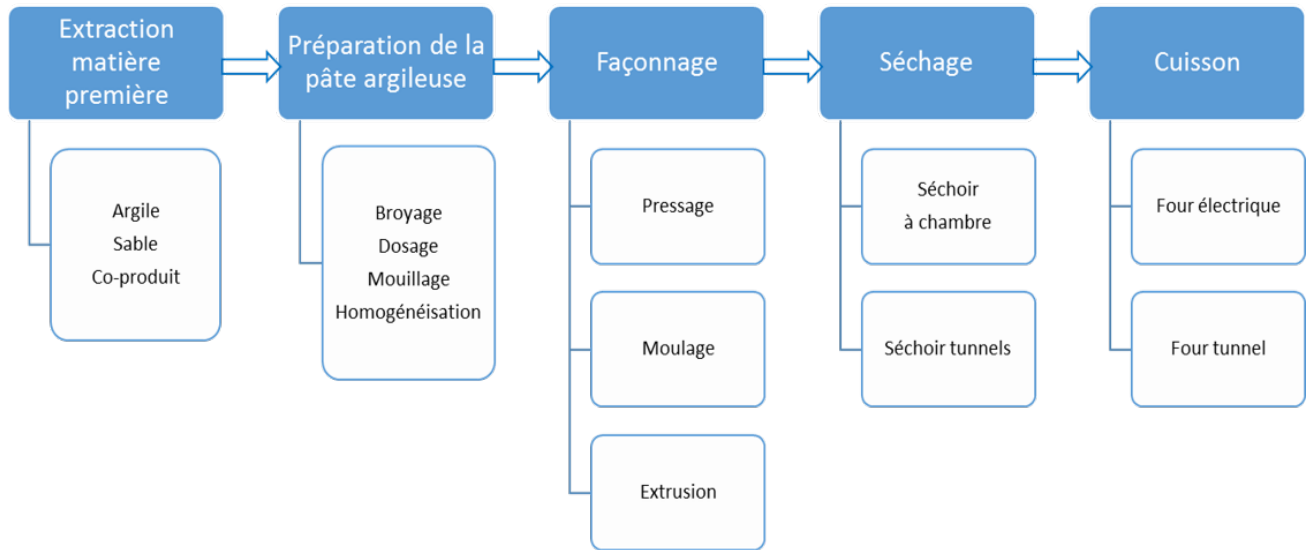 Extraction
matière
première
Préparation de la
pâte argileuse
Façonnage
Séchage
Cuisson
Argile
Sable
Co-produit
Broyage
Dosage
Mouillage
Homogénéisation
Pressage
Moulage
Extrusion
Séchoir
à chambre
Séchoir tunnels
Four électrique
Four tunnel